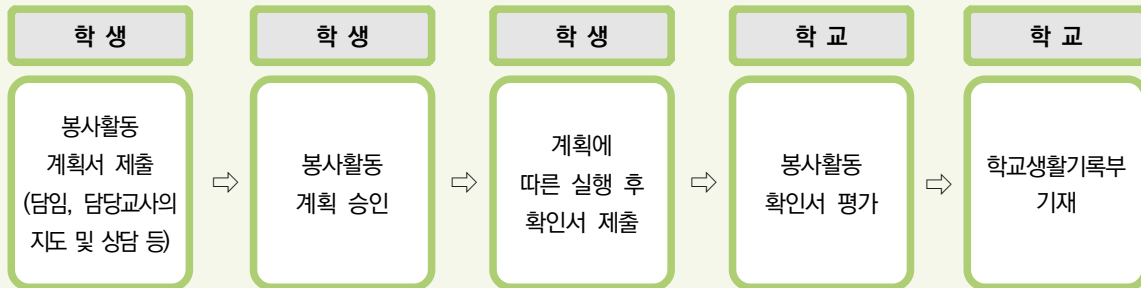 학 생
학 생
학 생
학 교
학 교
봉사활동
계획서 제출
(담임, 담당교사의
지도 및 상담 등)
⇨
봉사활동
계획 승인
⇨
계획에
따른 실행 후
확인서 제출
⇨
봉사활동
확인서 평가
⇨
학교생활기록부
기재